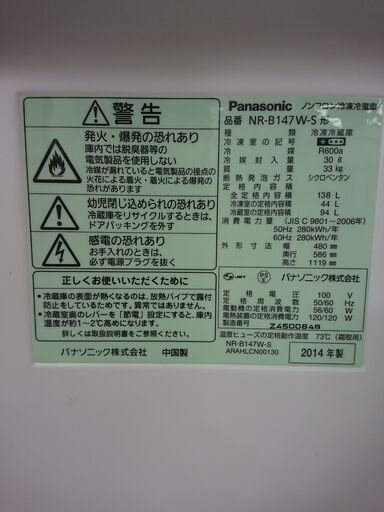 警告
発火・爆発の恐れあり
庫内では脱臭器等の
電気製品を使用しない
冷媒が漏れていると電気製品の接点の
火花による着火・着火による爆発の
恐れがあります。
幼児閉じ込められの恐れあり
冷蔵庫をリサイクルするときは、
ドアパッキングを外す
感電の恐れあり
お手入れのときは、
必ず電源プラグを抜く
正しくお使いいただくために
・冷蔵庫の表面が熱くなるのは、放熱パイプで露付
防止をしているためです。異常ではありません。
・冷蔵室奥のレバーを「節電」設定にすると、庫内
温度が約1~2℃高めになります。
詳しくは取扱説明書をご参照ください。
パナソニック株式会社 中国製
Panasonic ノンフロン冷凍冷蔵庫
品番 NR-B147W-S形
種類 冷凍冷蔵庫
冷凍室の記号
冷媒 R600a
冷媒封入量 30g
質量 33kg
断熱発泡ガス シクロペンタン
定格内容積
全定格内容積 138 L
冷凍室 44 L
冷蔵室 94 L
消費電力量 (JIS C 9801-2006年)
50Hz 280kWh/年
60Hz 280kWh/年
外形寸法 幅 480 mm
奥行 586 mm
高さ 1119 mm
JET PSE パナソニック株式会社
定格電圧 100 V
定格周波数 50/60 Hz
電動機の定格消費電力 56/60 W
電熱装置の定格消費電力 120/120 W
製造番号 Z4500848
温度ヒューズの定格動作温度 73℃ (霜取用)
NR-B147W-S
ARAHLCN00130
2014年製